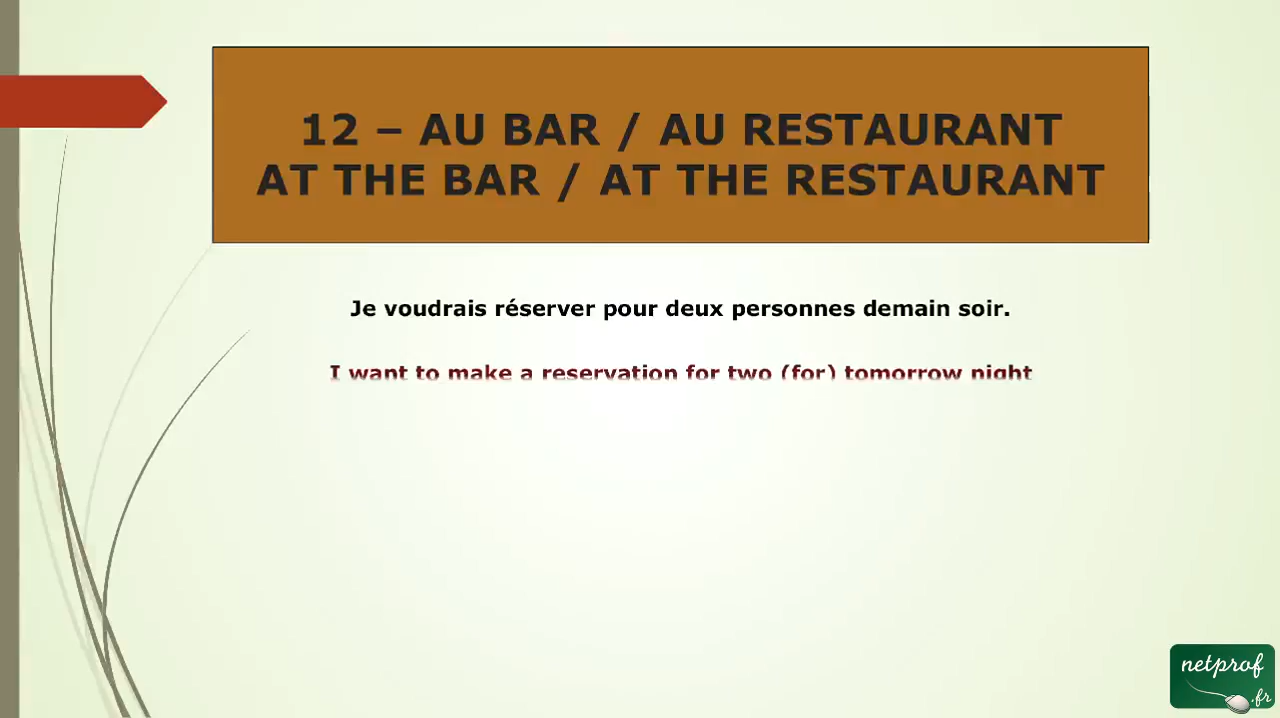 12 – AU BAR / AU RESTAURANT
AT THE BAR / AT THE RESTAURANT
Je voudrais réserver pour deux personnes demain soir.
I want to make a reservation for two (for) tomorrow night
netprof
.fr